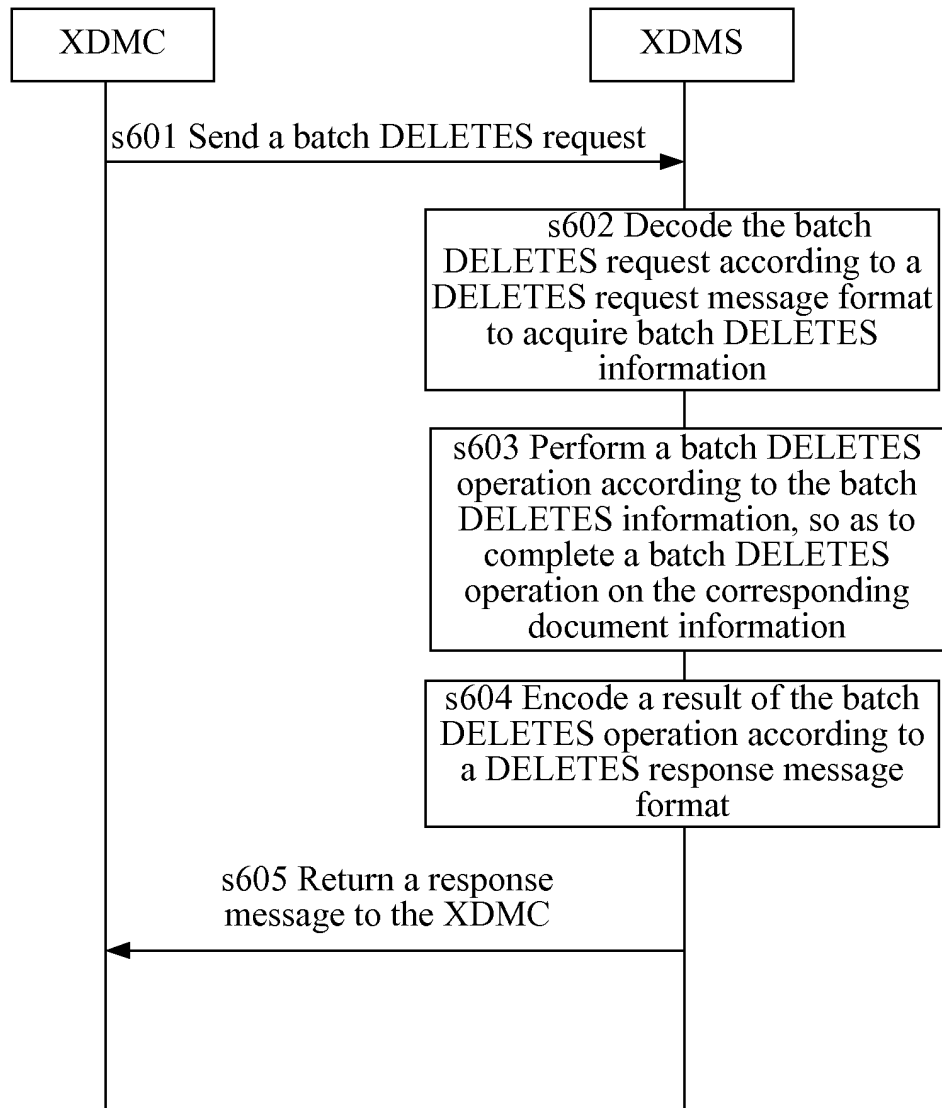 XDMC
XDMS
s601 Send a batch DELETES request
s602 Decode the batch
DELETES request according to a
DELETES request message format
to acquire batch DELETES
information
s603 Perform a batch DELETES
operation according to the batch
DELETES information, so as to
complete a batch DELETES
operation on the corresponding
document information
s604 Encode a result of the batch
DELETES operation according to
a DELETES response message
format
s605 Return a response
message to the XDMC